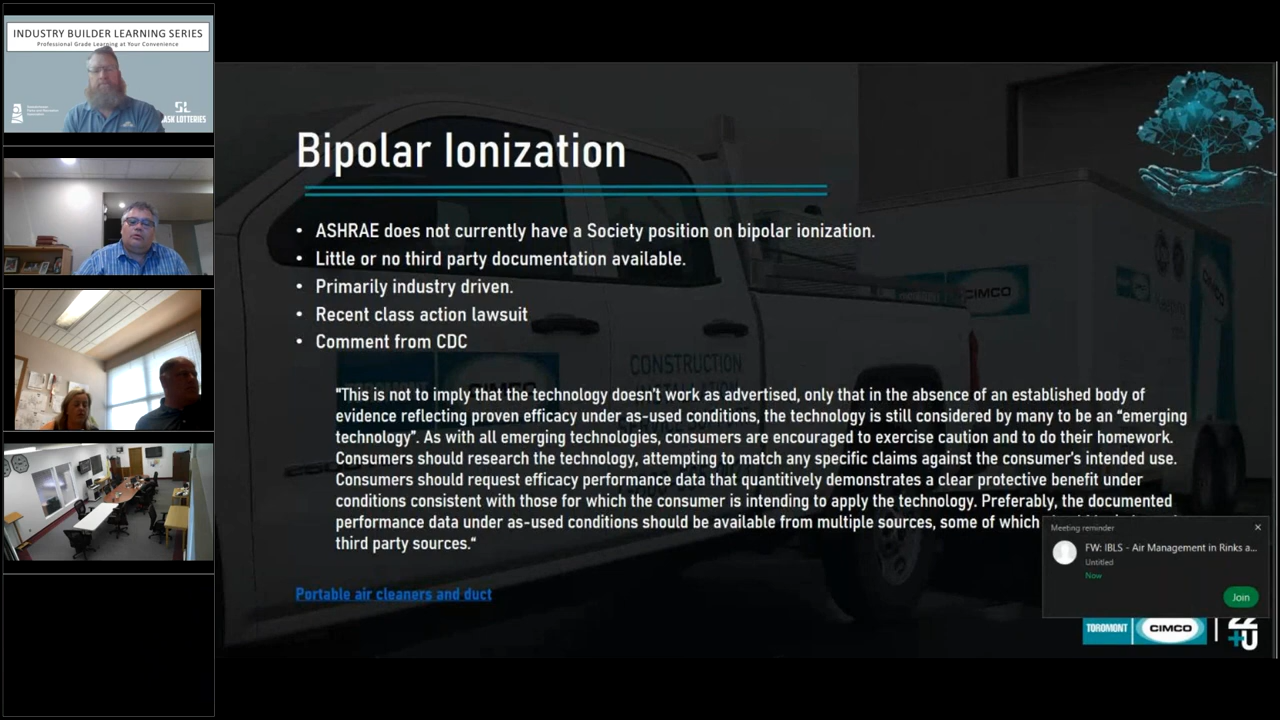 INDUSTRY BUILDER LEARNING SERIES
Professional Grade Learning at Your Convenience
SL
ASK LOTTERIES
Bipolar Ionization
• ASHRAE does not currently have a Society position on bipolar ionization.
• Little or no third party documentation available.
• Primarily industry driven.
• Recent class action lawsuit
• Comment from CDC
"This is not to imply that the technology doesn't work as advertised, only that in the absence of an established body of
evidence reflecting proven efficacy under as-used conditions, the technology is still considered by many to be an “emerging
technology”. As with all emerging technologies, consumers are encouraged to exercise caution and to do their homework.
Consumers should research the technology, attempting to match any specific claims against the consumer's intended use.
Consumers should request efficacy performance data that quantitively demonstrates a clear protective benefit under
conditions consistent with those for which the consumer is intending to apply the technology. Preferably, the documented
performance data under as-used conditions should be available from multiple sources, some of which
third party sources."
Portable air cleaners and duct
CIMCO
CONSTRUCTION
Meeting reminder
FW: IBLS - Air Management in Rinks a...
Untitled
Now
Join
TOROMONT CIMCO
+U